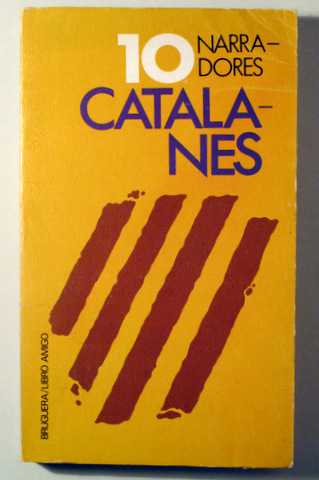 10 NARRA-
DORES
CATALA-
NES
BRUGUERA/LIBRO AMIGO